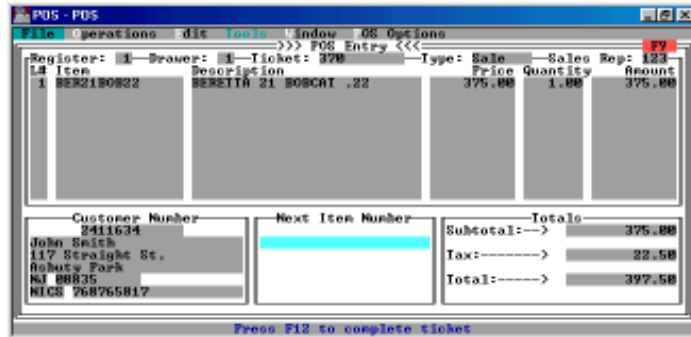 POS - POS
File Operations Edit Tools Window POS Options
>>> POS Entry <<< F9
Register: 1 Drawer: 1 Ticket: 370 Type: Sale Sales Rep: 123
L# Item Description Price Quantity Amount
1 BER21BOB22 BERETTA 21 BOBCAT .22 375.00 1.00 375.00
Customer Number Next Item Number Totals
2411634 Subtotal:--> 375.00
John Smith
117 Straight St. Tax:------> 22.50
Asbuty Park
NJ 08835 Total:-----> 397.50
NICS 768765817
Press F12 to complete ticket